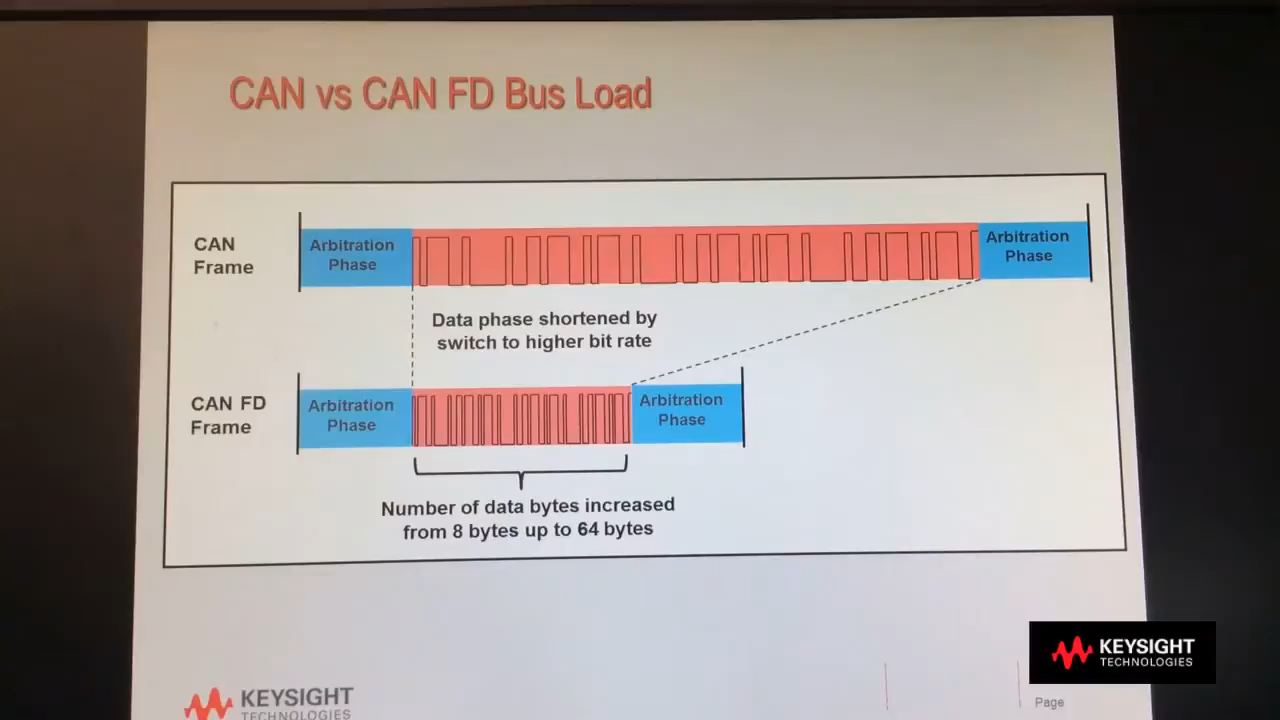 CAN vs CAN FD Bus Load
CAN
Frame
Arbitration
Phase
Arbitration
Phase
Data phase shortened by
switch to higher bit rate
CAN FD
Frame
Arbitration
Phase
Arbitration
Phase
Number of data bytes increased
from 8 bytes up to 64 bytes
KEYSIGHT
TECHNOLOGIES
Page
KEYSIGHT
TECHNOLOGIES